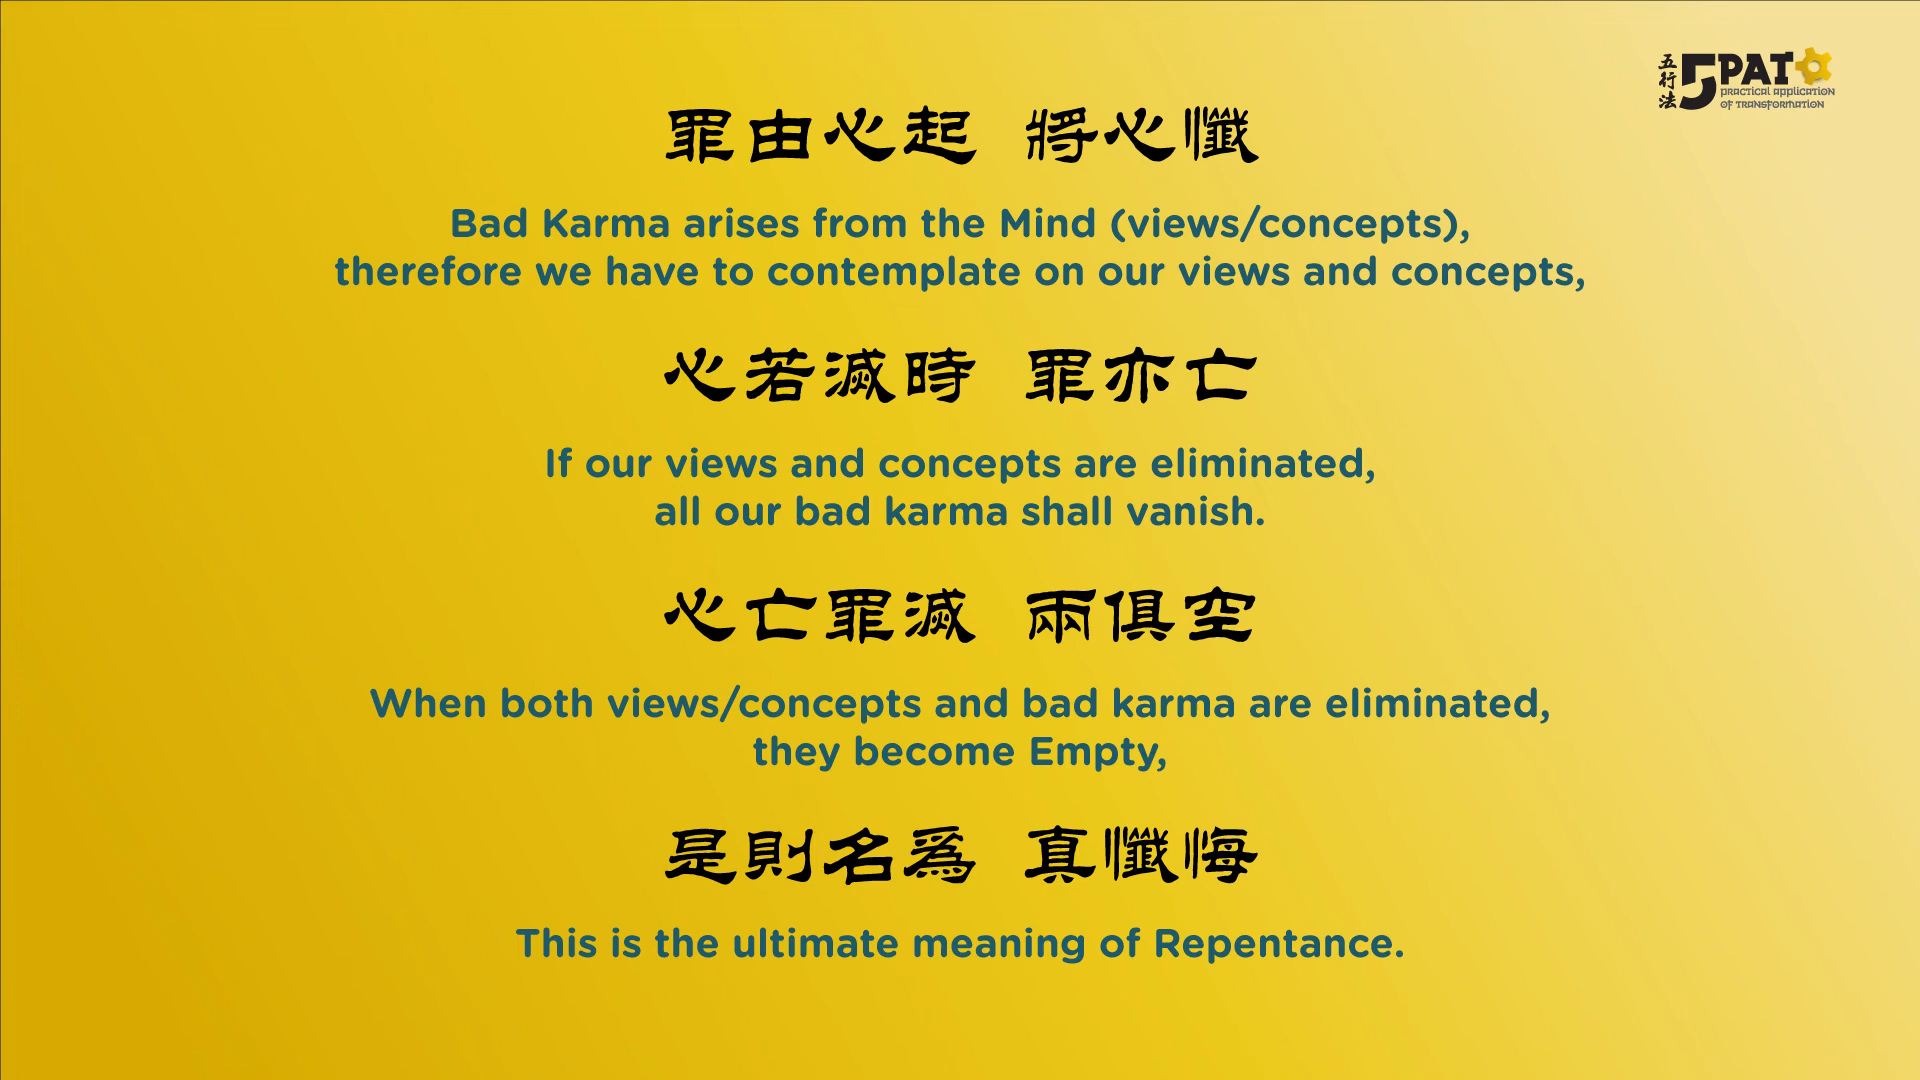 五行法
5 PAT
practical application
of transformation
罪由心起 將心懺
Bad Karma arises from the Mind (views/concepts),
therefore we have to contemplate on our views and concepts,
心若滅時 罪亦亡
If our views and concepts are eliminated,
all our bad karma shall vanish.
心亡罪滅 兩俱空
When both views/concepts and bad karma are eliminated,
they become Empty,
是則名為 真懺悔
This is the ultimate meaning of Repentance.